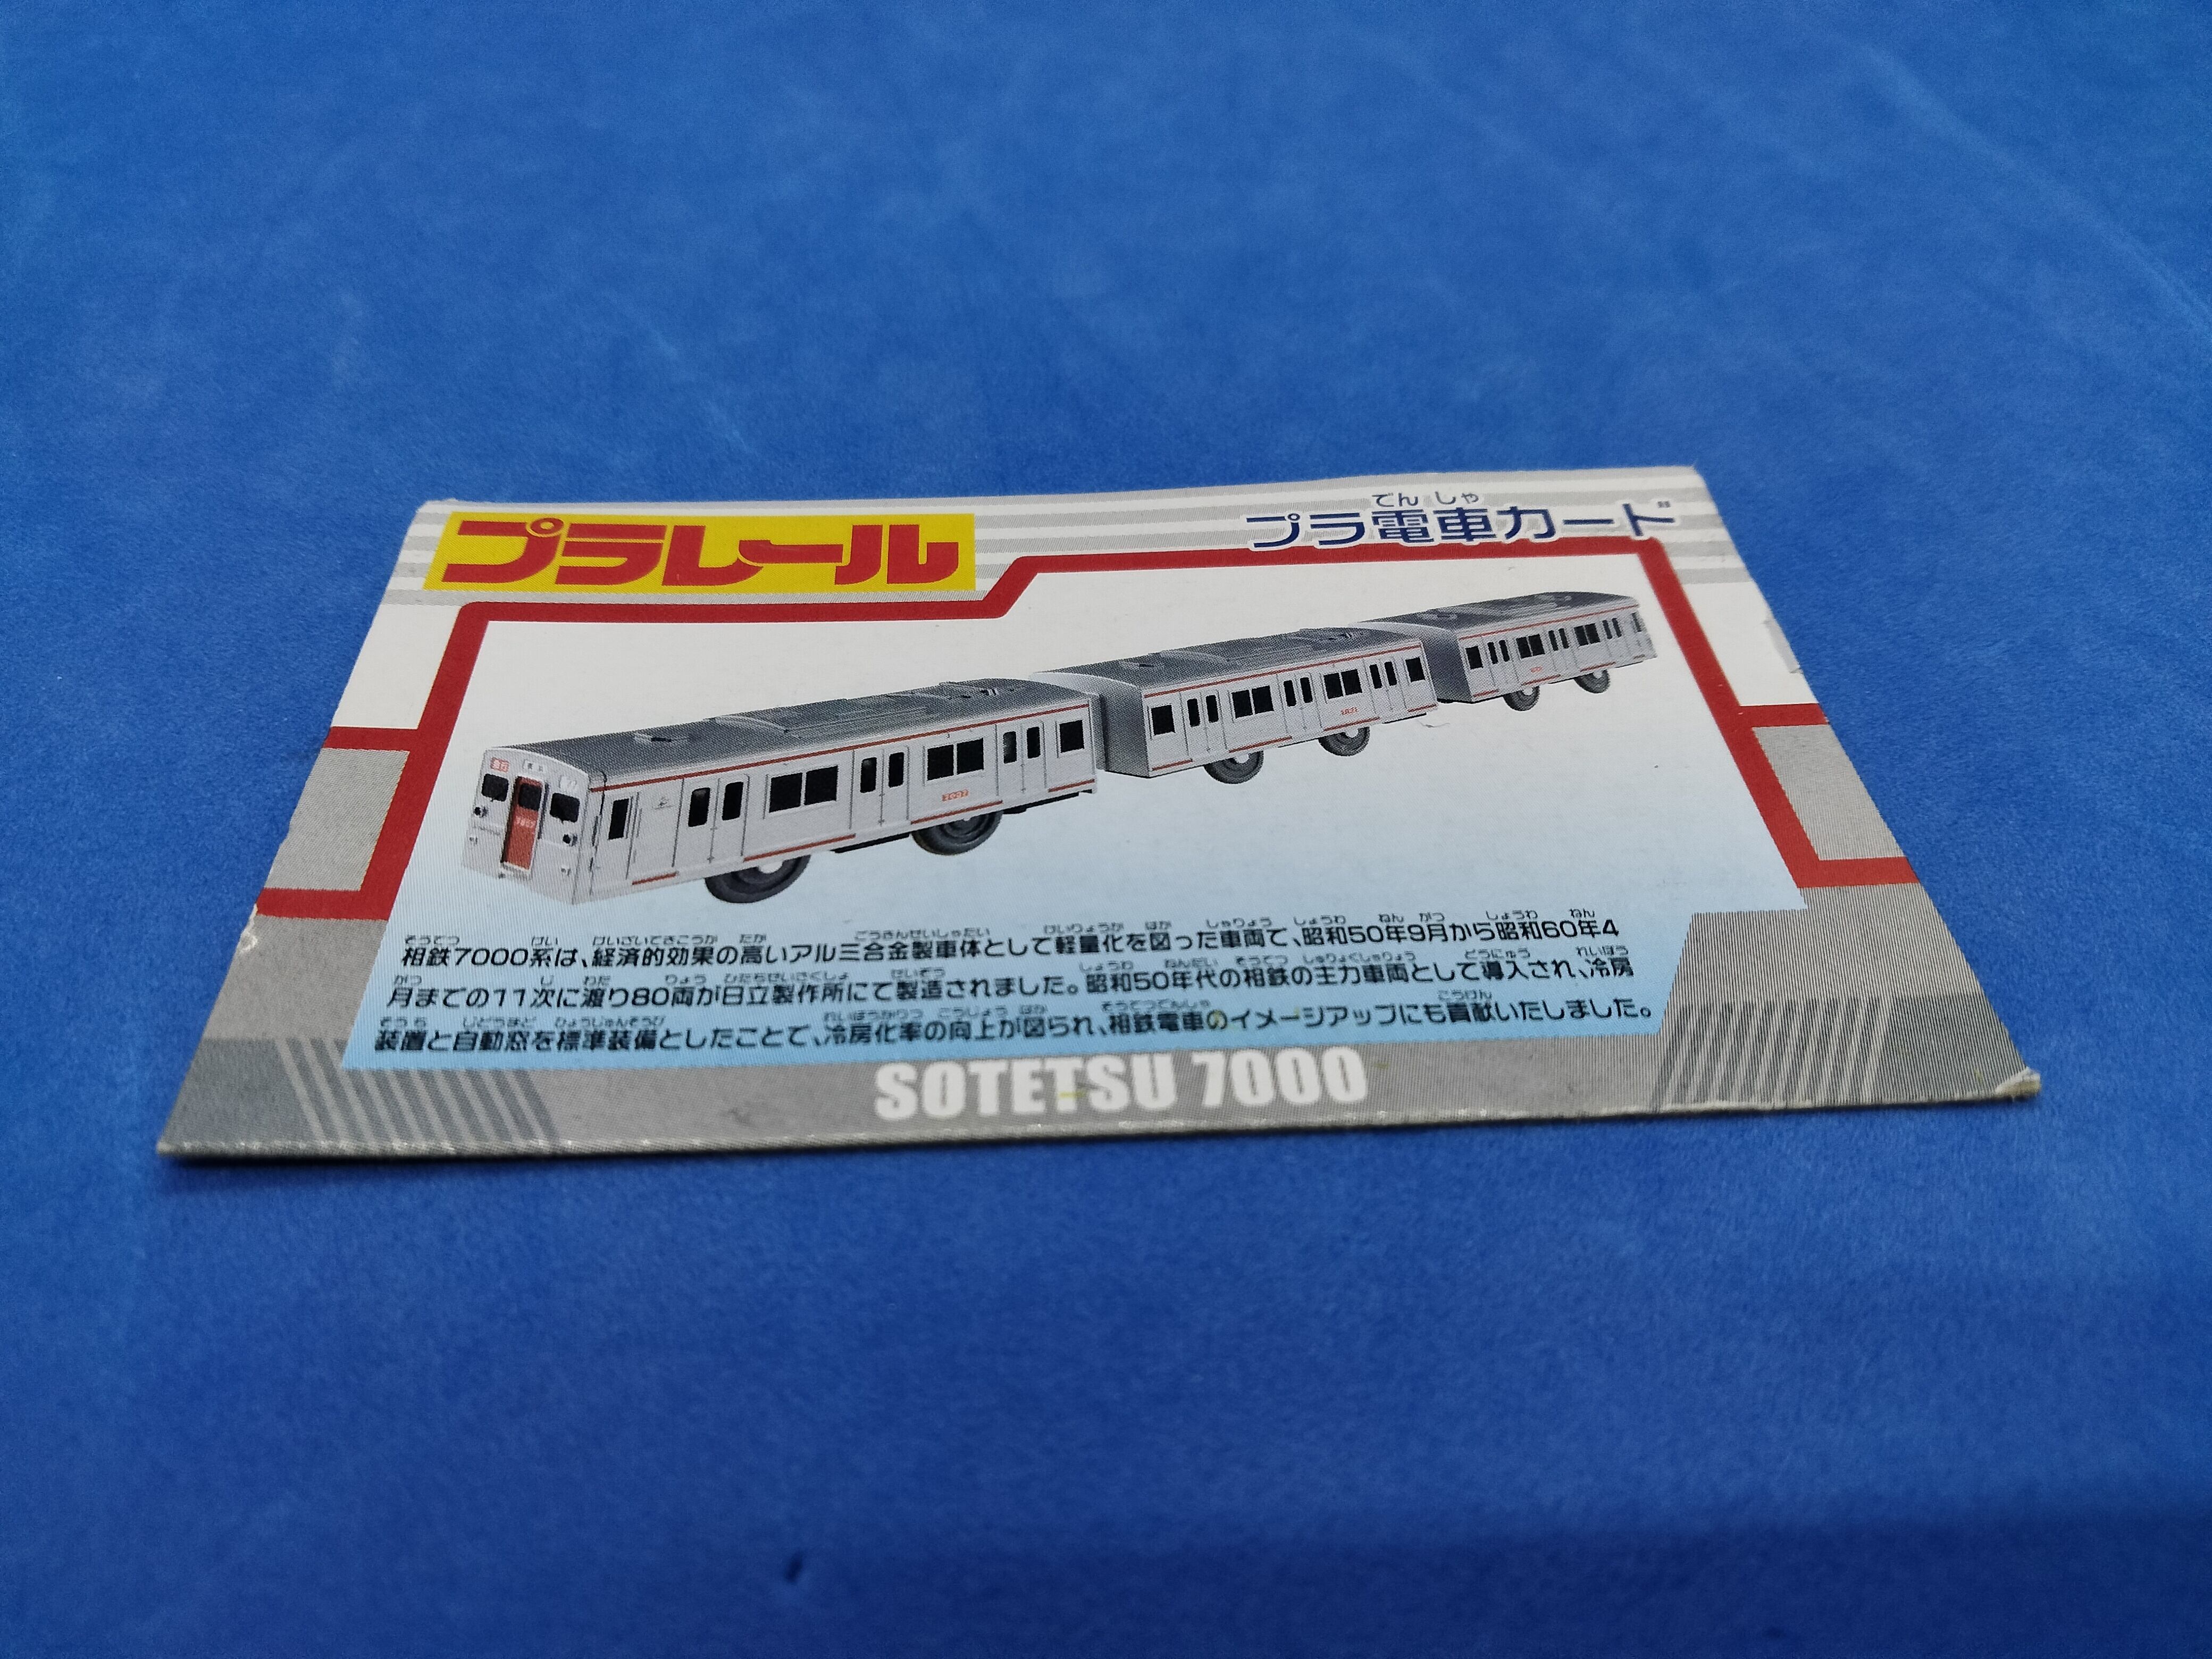 プラレール
でんしゃ
プラ電車カード
そうてつ けい けいざいてきこうか たか ごうきんせいしゃたい けいりょうか はか しゃりょう しょうわ ねん がつ しょうわ ねん
相鉄7000系は、経済的効果の高いアルミ合金製車体として軽量化を図った車両で、昭和50年9月から昭和60年4
がつ じ わた りょう ひたちせいさくしょ せいぞう しょうわ ねんだい そうてつ しゅりょくしゃりょう どうにゅう れいぼう
月までの11次に渡り80両が日立製作所にて製造されました。昭和50年代の相鉄の主力車両として導入され、冷房
そうち じどうまど ひょうじゅんそうび れいぼうかりつ こうじょう はか そうてつでんしゃ こうけん
装置と自動窓を標準装備としたことで、冷房化率の向上が図られ、相鉄電車のイメージアップにも貢献いたしました。
SOTETSU 7000